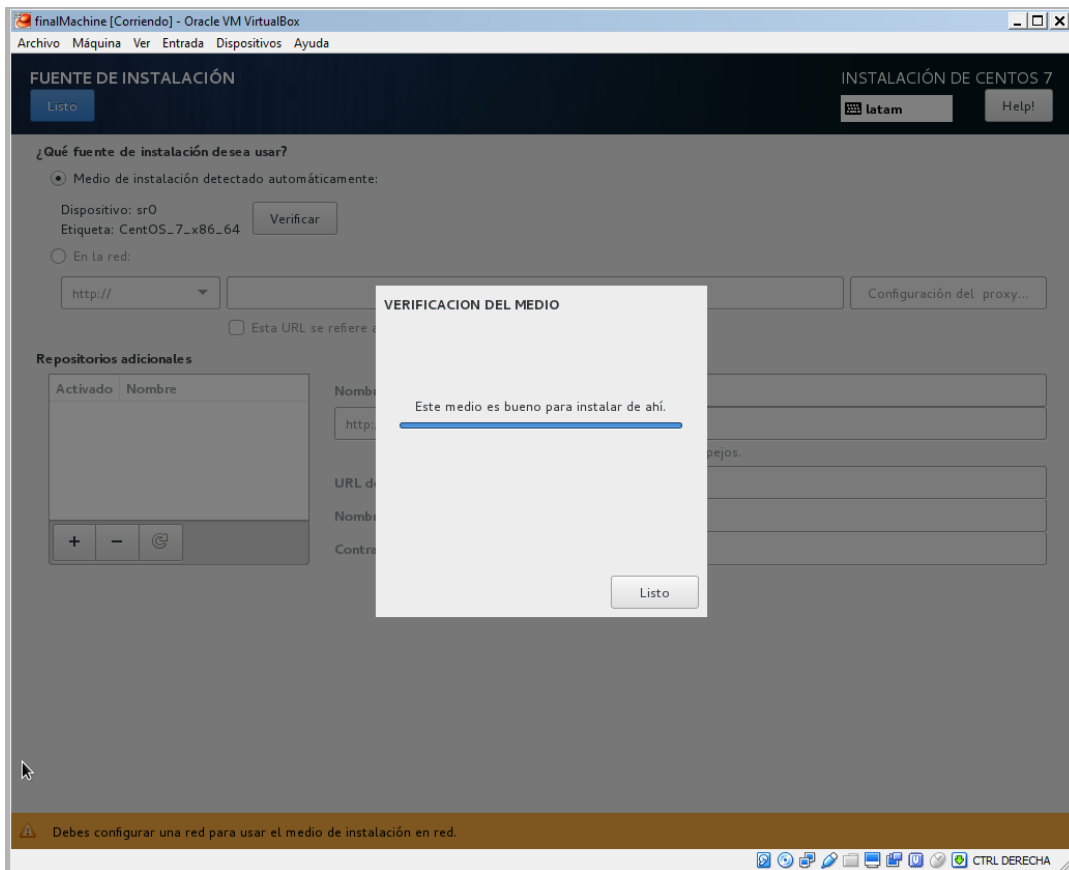 finalMachine [Corriendo] - Oracle VM VirtualBox
Archivo Máquina Ver Entrada Dispositivos Ayuda
FUENTE DE INSTALACIÓN
INSTALACIÓN DE CENTOS 7
Listo
latam
Help!
¿Qué fuente de instalación desea usar?
Medio de instalación detectado automáticamente:
Dispositivo: sr0
Etiqueta: CentOS_7_x86_64
Verificar
En la red:
http://
Configuración del proxy...
Esta URL se refiere
Repositorios adicionales
Activado Nombre
http:
URL
VERIFICACION DEL MEDIO
Este medio es bueno para instalar de ahí.
Listo
Debes configurar una red para usar el medio de instalación en red.
CTRL DERECHA